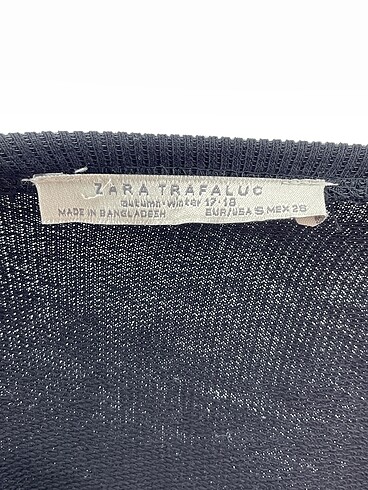 ZARA TRAFALUC
autumn·winter 17·18
MADE IN BANGLADESH EUR/USA S MEX 26